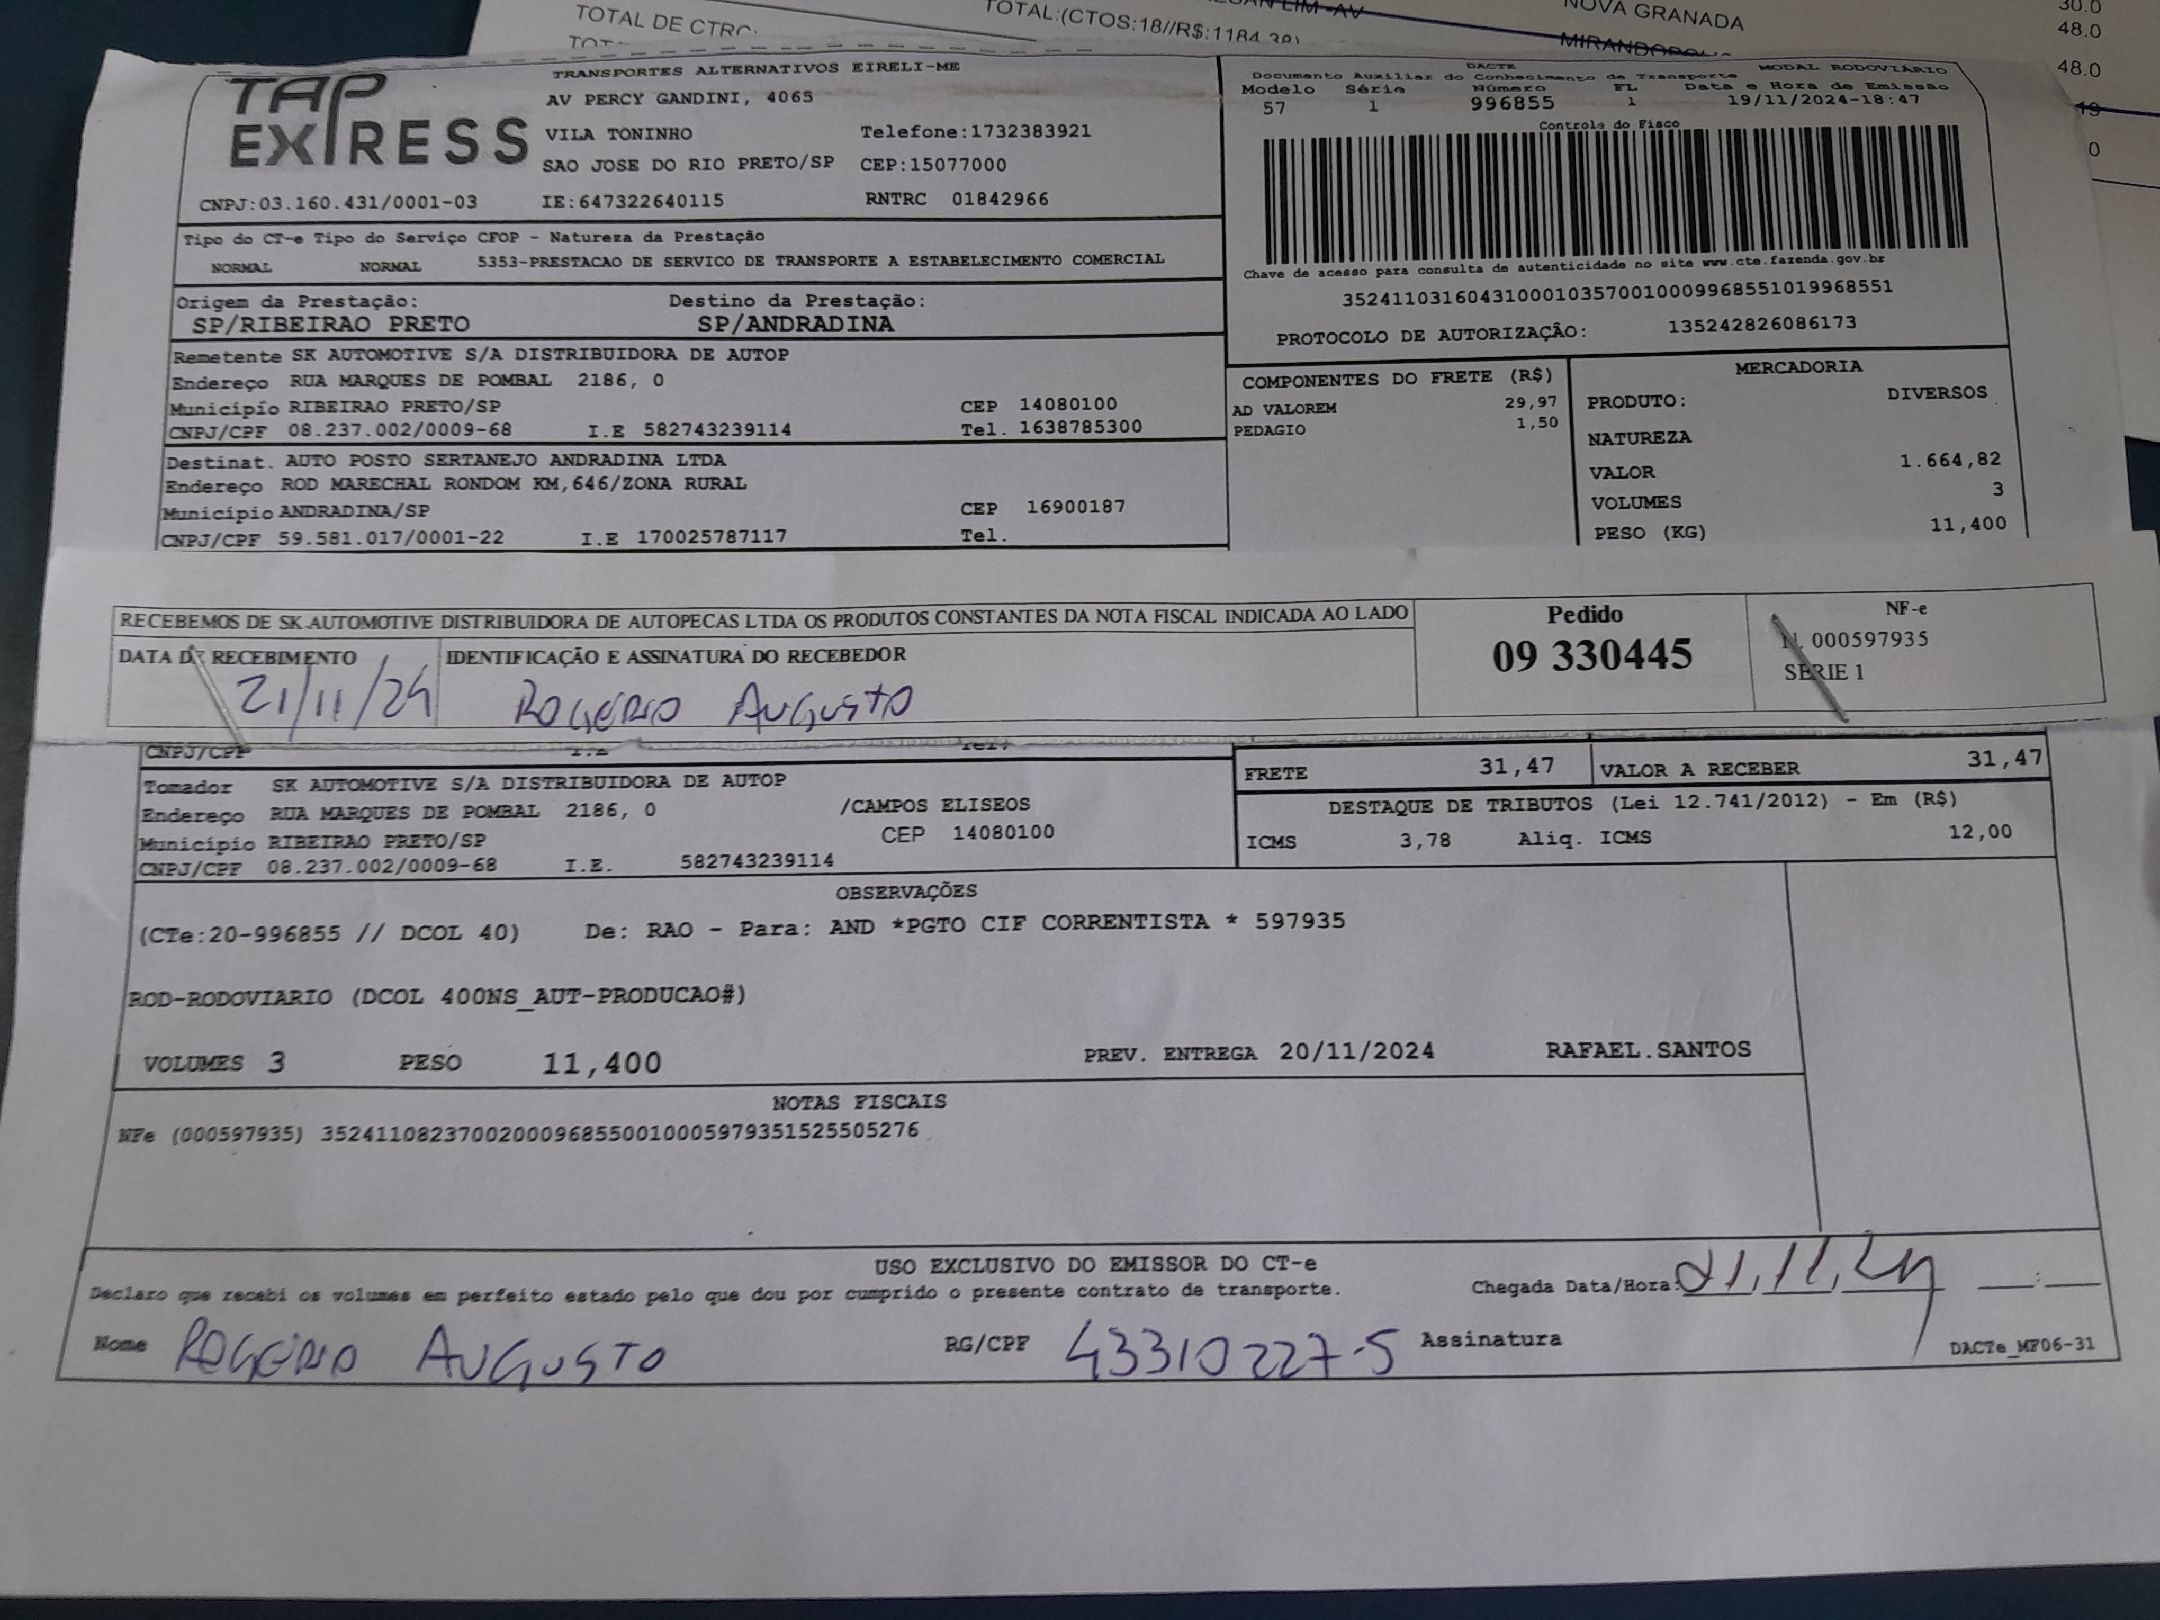 TOTAL DE CTRC:
TOTAL:(CTOS:18//R$:1184,38)
NOVA GRANADA
30.0
48.0
48.0
TAP EXPRESS
TRANSPORTES ALTERNATIVOS EIRELI-ME
AV PERCY GANDINI, 4065
VILA TONINHO Telefone:1732383921
SAO JOSE DO RIO PRETO/SP CEP:15077000
CNPJ:03.160.431/0001-03 IE:647322640115 RNTRC 01842966
DACTE MODAL RODOVIÁRIO
Documento Auxiliar do Conhecimento de Transporte
Modelo Série Número FL Data e Hora de Emissão
57 1 996855 1 19/11/2024-18:47
Controle do Fisco
Chave de acesso para consulta de autenticidade no site www.cte.fazenda.gov.br
35241103160431000103570010009968551019968551
PROTOCOLO DE AUTORIZAÇÃO: 135242826086173
Tipo do CT-e Tipo do Serviço CFOP - Natureza da Prestação
NORMAL NORMAL 5353-PRESTACAO DE SERVICO DE TRANSPORTE A ESTABELECIMENTO COMERCIAL
Origem da Prestação: Destino da Prestação:
SP/RIBEIRAO PRETO SP/ANDRADINA
Remetente SK AUTOMOTIVE S/A DISTRIBUIDORA DE AUTOP
Endereço RUA MARQUES DE POMBAL 2186, 0
Município RIBEIRAO PRETO/SP CEP 14080100
CNPJ/CPF 08.237.002/0009-68 I.E 582743239114 Tel. 1638785300
Destinat. AUTO POSTO SERTANEJO ANDRADINA LTDA
Endereço ROD MARECHAL RONDOM KM,646/ZONA RURAL
Município ANDRADINA/SP CEP 16900187
CNPJ/CPF 59.581.017/0001-22 I.E 170025787117 Tel.
COMPONENTES DO FRETE (R$)
AD VALOREM 29,97
PEDAGIO 1,50
MERCADORIA
PRODUTO: DIVERSOS
NATUREZA
VALOR 1.664,82
VOLUMES 3
PESO (KG) 11,400
RECEBEMOS DE SK AUTOMOTIVE DISTRIBUIDORA DE AUTOPECAS LTDA OS PRODUTOS CONSTANTES DA NOTA FISCAL INDICADA AO LADO
DATA DE RECEBIMENTO IDENTIFICAÇÃO E ASSINATURA DO RECEBEDOR
21/11/24 ROGÉRIO AUGUSTO
Pedido
09 330445
NF-e
N. 000597935
SERIE 1
CNPJ/CPF I.E Tel.
Tomador SK AUTOMOTIVE S/A DISTRIBUIDORA DE AUTOP
Endereço RUA MARQUES DE POMBAL 2186, 0 /CAMPOS ELISEOS
Município RIBEIRAO PRETO/SP CEP 14080100
CNPJ/CPF 08.237.002/0009-68 I.E. 582743239114
FRETE 31,47 VALOR A RECEBER 31,47
DESTAQUE DE TRIBUTOS (Lei 12.741/2012) - Em (R$)
ICMS 3,78 Aliq. ICMS 12,00
OBSERVAÇÕES
(CTe:20-996855 // DCOL 40) De: RAO - Para: AND *PGTO CIF CORRENTISTA * 597935
ROD-RODOVIARIO (DCOL 400NS_AUT-PRODUCAO#)
VOLUMES 3 PESO 11,400 PREV. ENTREGA 20/11/2024 RAFAEL.SANTOS
NOTAS FISCAIS
NFe (000597935) 35241108237002000968550010005979351525505276
USO EXCLUSIVO DO EMISSOR DO CT-e
Declaro que recebi os volumes em perfeito estado pelo que dou por cumprido o presente contrato de transporte.
Chegada Data/Hora: 21,11,24 __:__
Nome ROGÉRIO AUGUSTO RG/CPF 43310227-5 Assinatura
DACTe_MF06-31